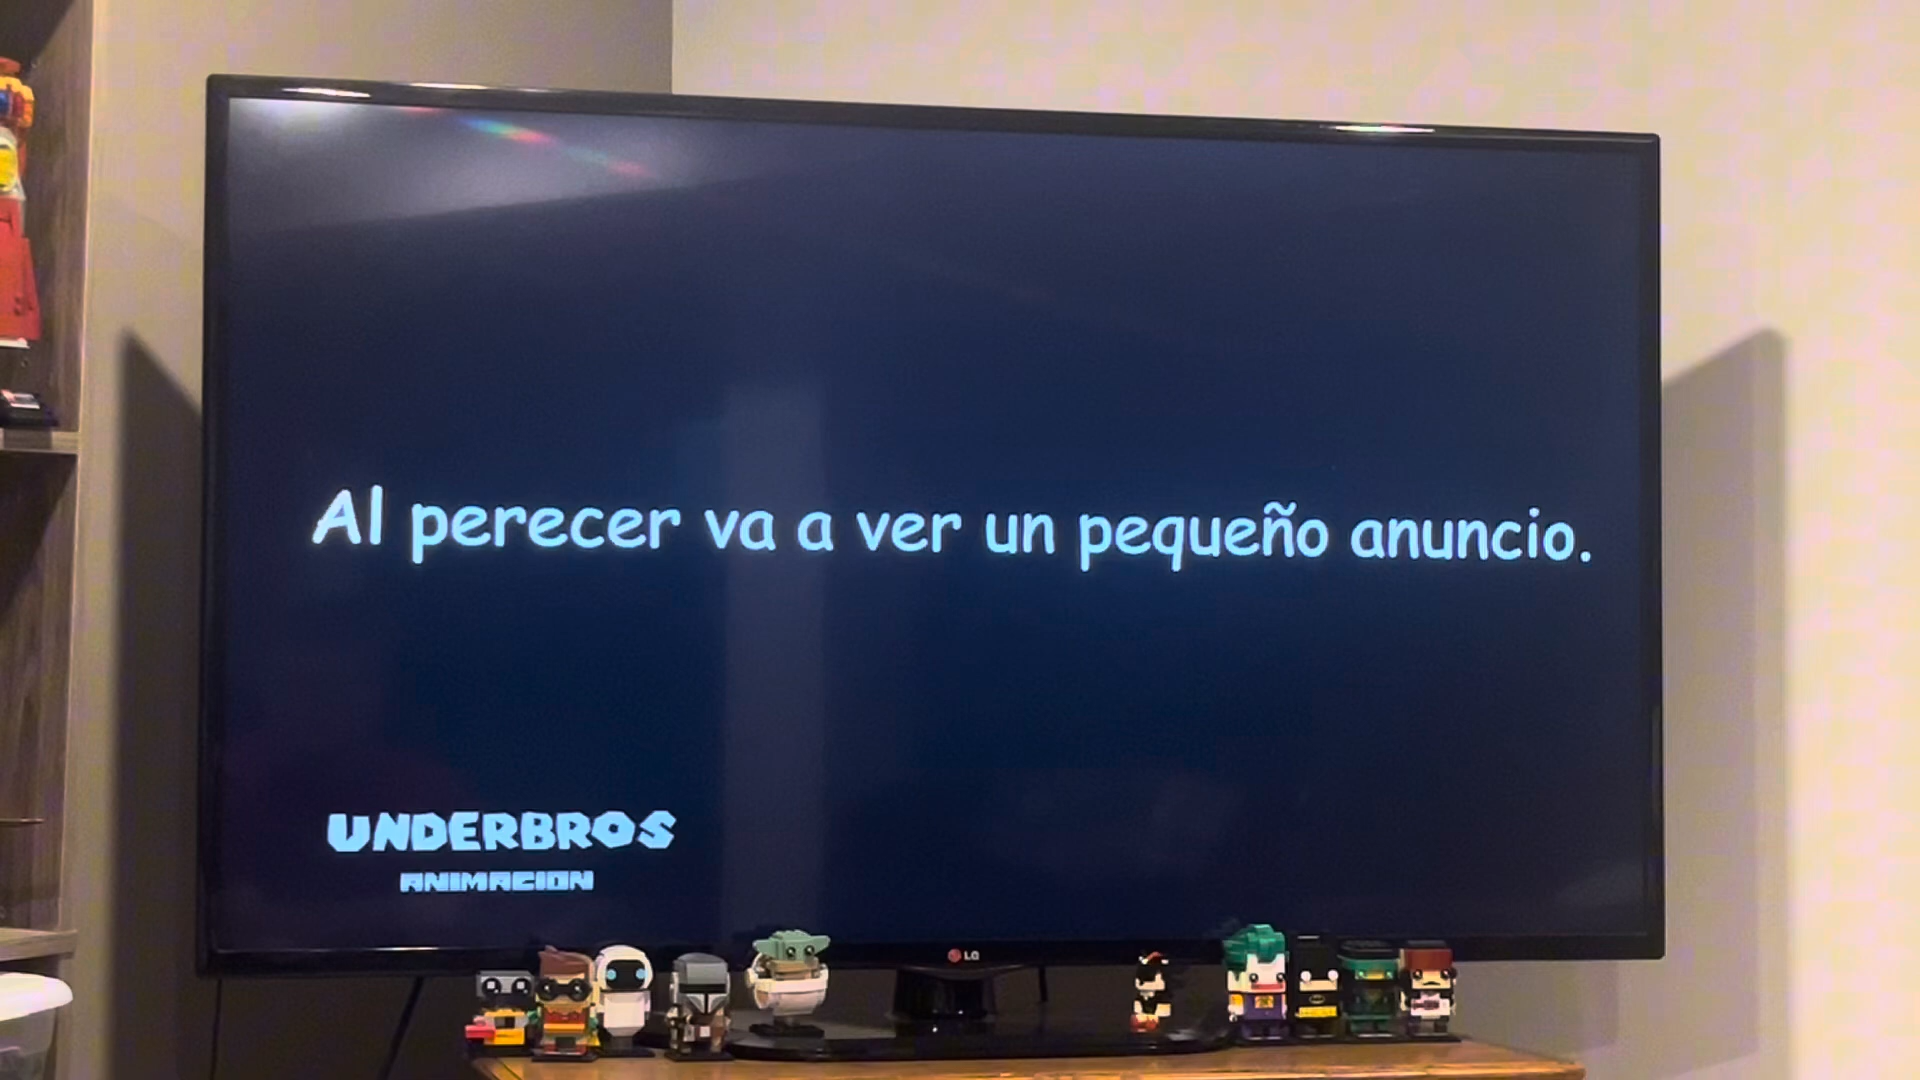 Al perecer va a ver un pequeño anuncio.
UNDERBROS
ANIMACION
LG